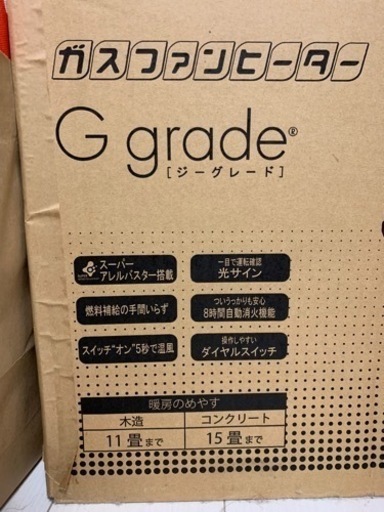 ガスファンヒーター
G grade®
[ジーグレード]
スーパー
アレルバスター搭載
一目で運転確認
光サイン
燃料補給の手間いらず
ついうっかりも安心
8時間自動消火機能
スイッチ"オン"5秒で温風
操作しやすい
ダイヤルスイッチ
暖房のめやす
木造 コンクリート
11畳まで 15畳まで